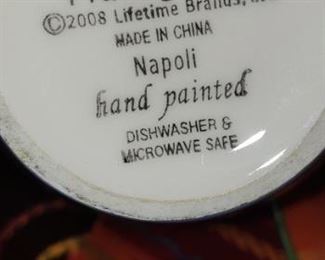 ©2008 Lifetime Brands,
MADE IN CHINA
Napoli
hand painted
DISHWASHER &
MICROWAVE SAFE